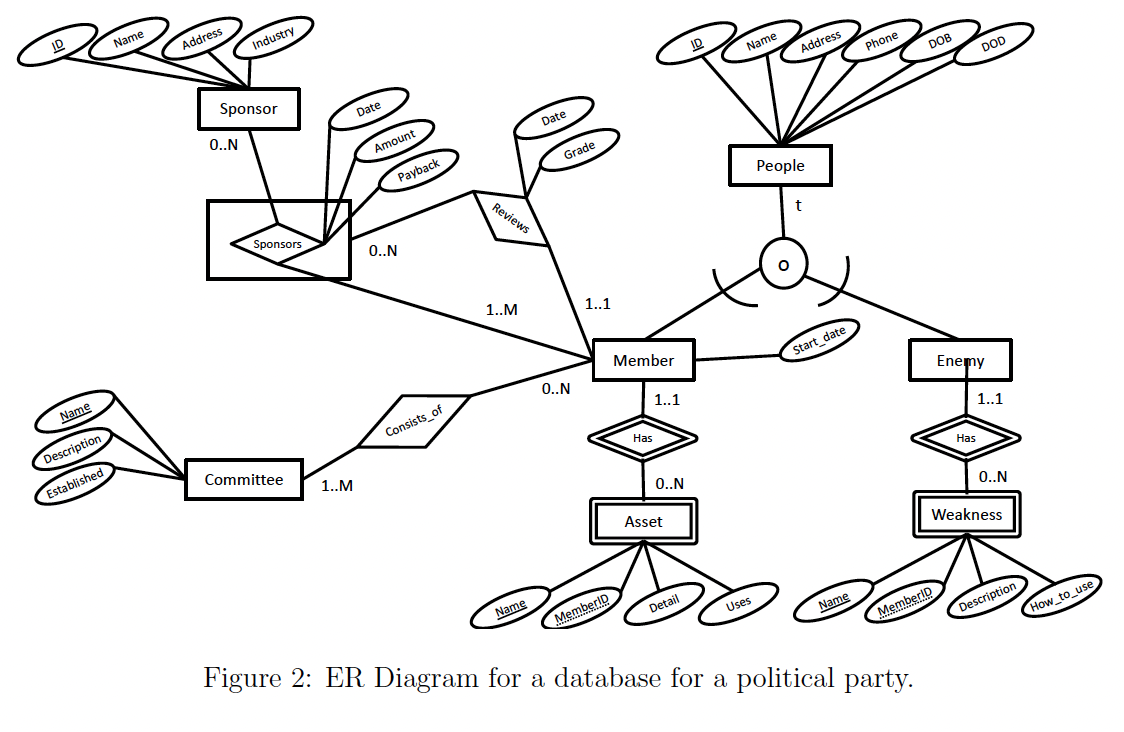 ID
Name
Address
Industry
Sponsor
0..N
Date
Amount
Payback
Sponsors
Date
Grade
Reviews
0..N
1..M
1..1
ID
Name
Address
Phone
DOB
DOD
People
t
O
Member
Start_date
Enemy
0..N
Consists_of
1..M
Name
Description
Established
Committee
1..1
Has
0..N
Asset
Name
MemberID
Detail
Uses
1..1
Has
0..N
Weakness
Name
MemberID
Description
How_to_use
Figure 2: ER Diagram for a database for a political party.